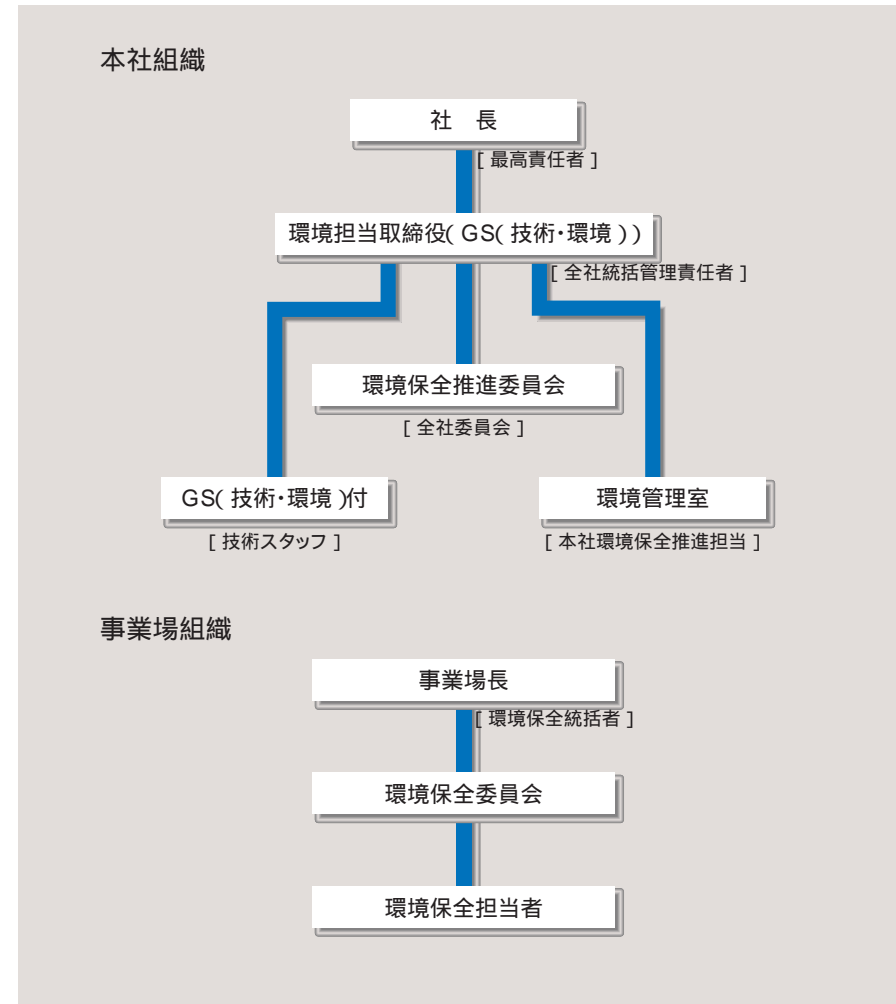 本社組織
社　長
[ 最高責任者 ]
環境担当取締役( GS( 技術･環境 ) )
[ 全社統括管理責任者 ]
環境保全推進委員会
[ 全社委員会 ]
GS( 技術･環境 )付
[ 技術スタッフ ]
環境管理室
[ 本社環境保全推進担当 ]
事業場組織
事業場長
[ 環境保全統括者 ]
環境保全委員会
環境保全担当者